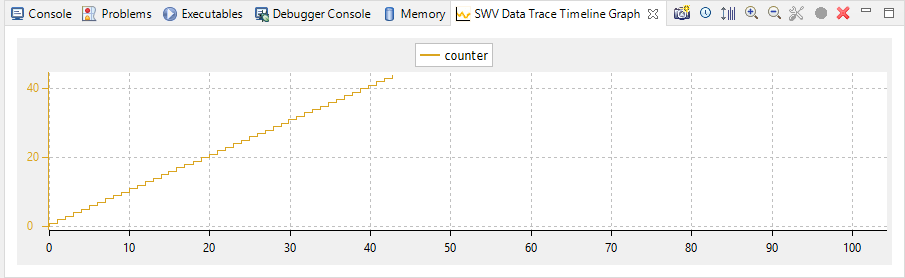 Console Problems Executables Debugger Console Memory SWV Data Trace Timeline Graph
counter
40
20
0
0 10 20 30 40 50 60 70 80 90 100